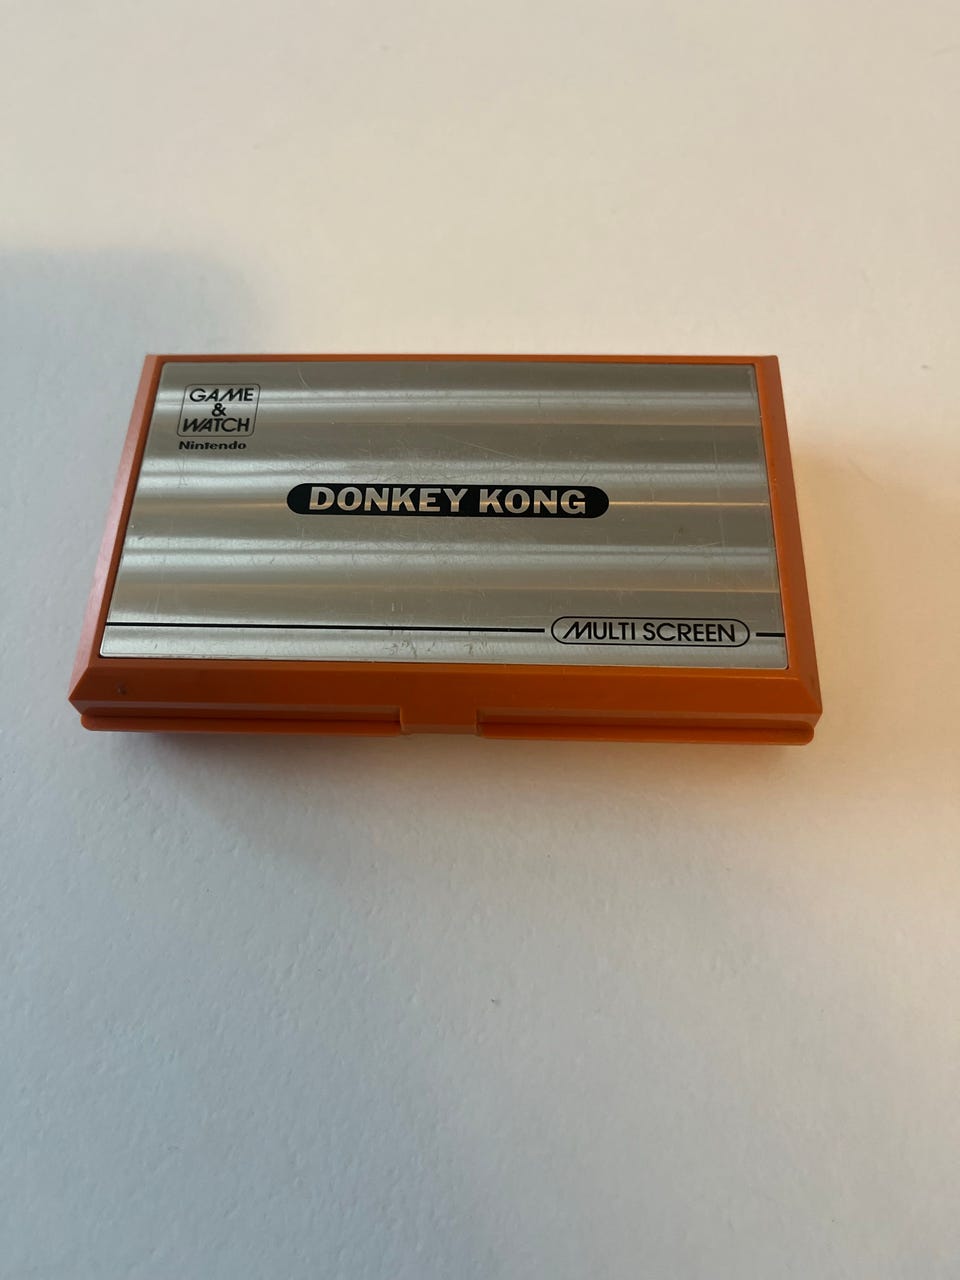 GAME
&
WATCH
Nintendo
DONKEY KONG
MULTI SCREEN